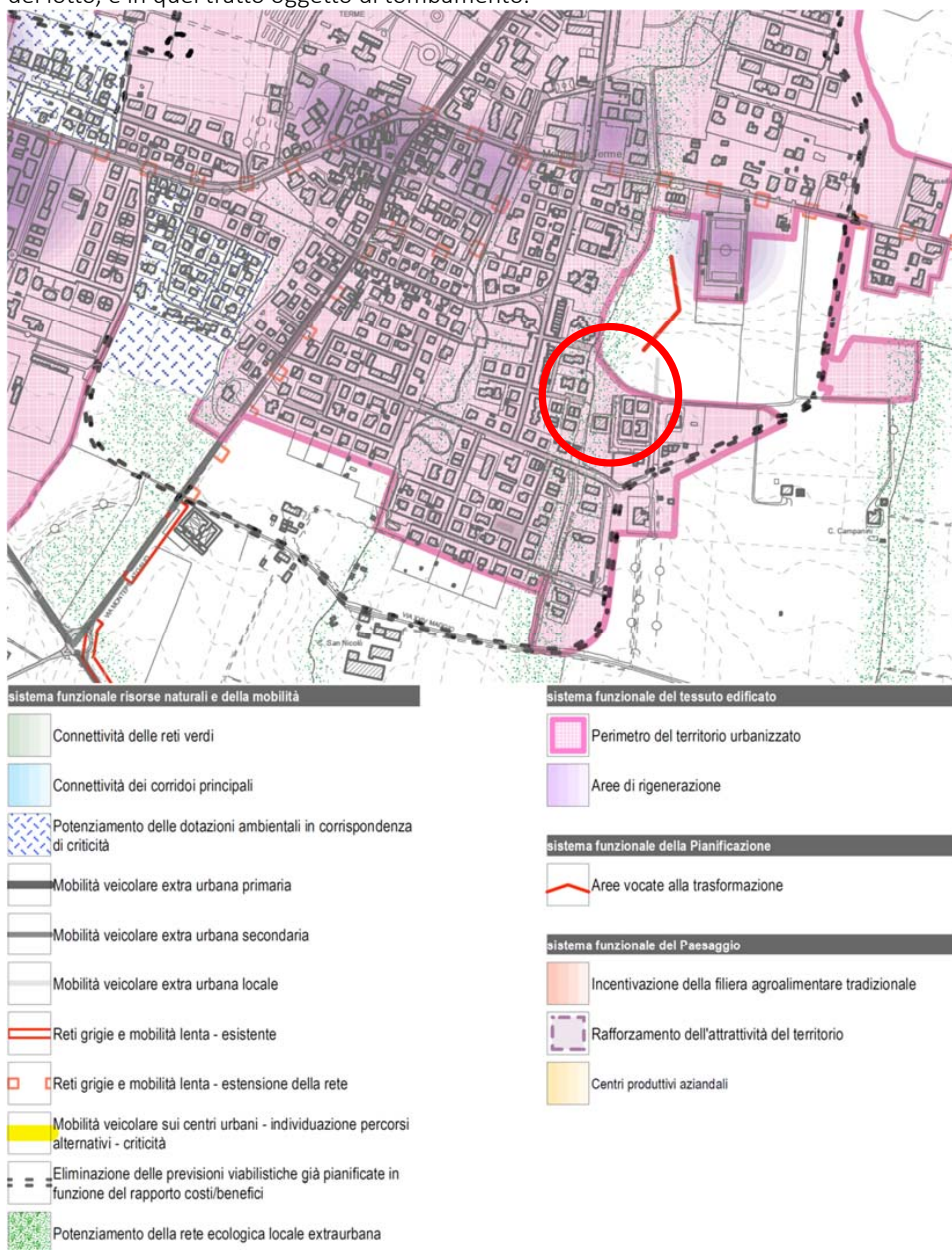 del lotto, e in quel tratto oggetto di tombamento.
TERME
C. Campanini
San Nicolò
sistema funzionale risorse naturali e della mobilità
Connettività delle reti verdi
Connettività dei corridoi principali
Potenziamento delle dotazioni ambientali in corrispondenza
di criticità
Mobilità veicolare extra urbana primaria
Mobilità veicolare extra urbana secondaria
Mobilità veicolare extra urbana locale
Reti grigie e mobilità lenta - esistente
Reti grigie e mobilità lenta - estensione della rete
Mobilità veicolare sui centri urbani - individuazione percorsi
alternativi - criticità
Eliminazione delle previsioni viabilistiche già pianificate in
funzione del rapporto costi/benefici
Potenziamento della rete ecologica locale extraurbana
sistema funzionale del tessuto edificato
Perimetro del territorio urbanizzato
Aree di rigenerazione
sistema funzionale della Pianificazione
Aree vocate alla trasformazione
sistema funzionale del Paesaggio
Incentivazione della filiera agroalimentare tradizionale
Rafforzamento dell'attrattività del territorio
Centri produttivi aziandali